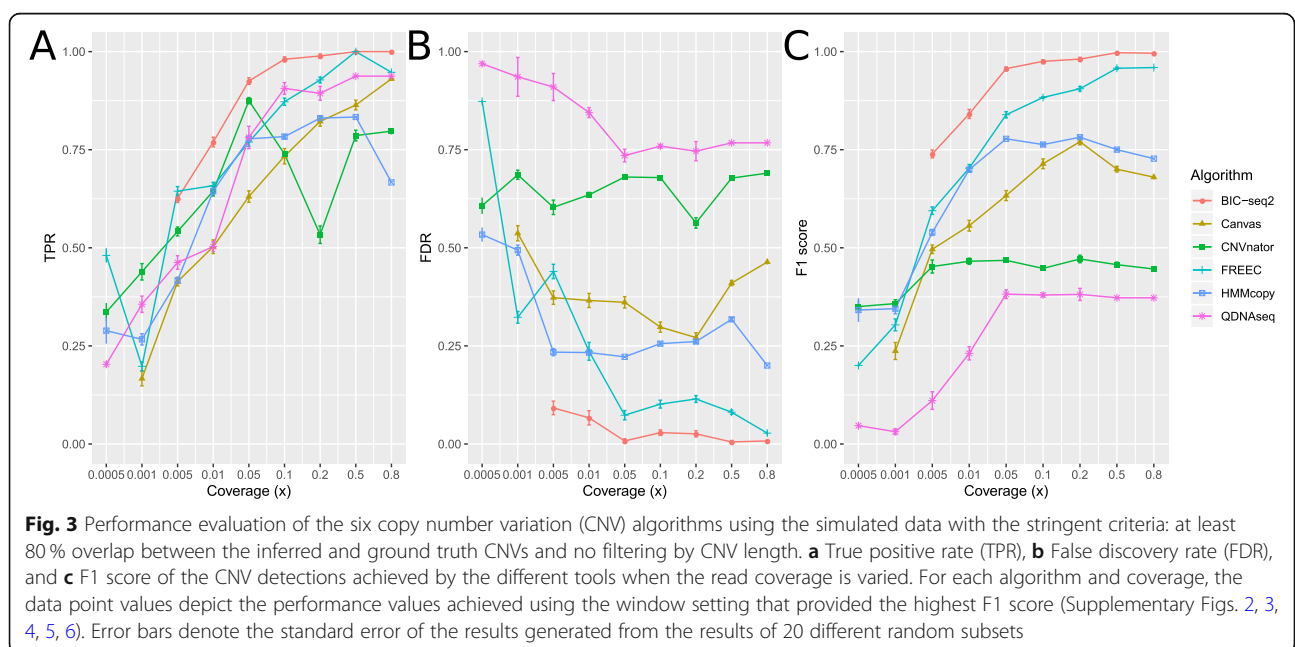 A
B
C
1.00
0.75
0.50
0.25
0.00
TPR
0.0005 0.001 0.005 0.01 0.05 0.1 0.2 0.5 0.8
Coverage (x)
1.00
0.75
0.50
0.25
0.00
FDR
0.0005 0.001 0.005 0.01 0.05 0.1 0.2 0.5 0.8
Coverage (x)
1.00
0.75
0.50
0.25
0.00
F1 score
0.0005 0.001 0.005 0.01 0.05 0.1 0.2 0.5 0.8
Coverage (x)
Algorithm
BIC−seq2
Canvas
CNVnator
FREEC
HMMcopy
QDNAseq
Fig. 3 Performance evaluation of the six copy number variation (CNV) algorithms using the simulated data with the stringent criteria: at least
80 % overlap between the inferred and ground truth CNVs and no filtering by CNV length. a True positive rate (TPR), b False discovery rate (FDR),
and c F1 score of the CNV detections achieved by the different tools when the read coverage is varied. For each algorithm and coverage, the
data point values depict the performance values achieved using the window setting that provided the highest F1 score (Supplementary Figs. 2, 3,
4, 5, 6). Error bars denote the standard error of the results generated from the results of 20 different random subsets